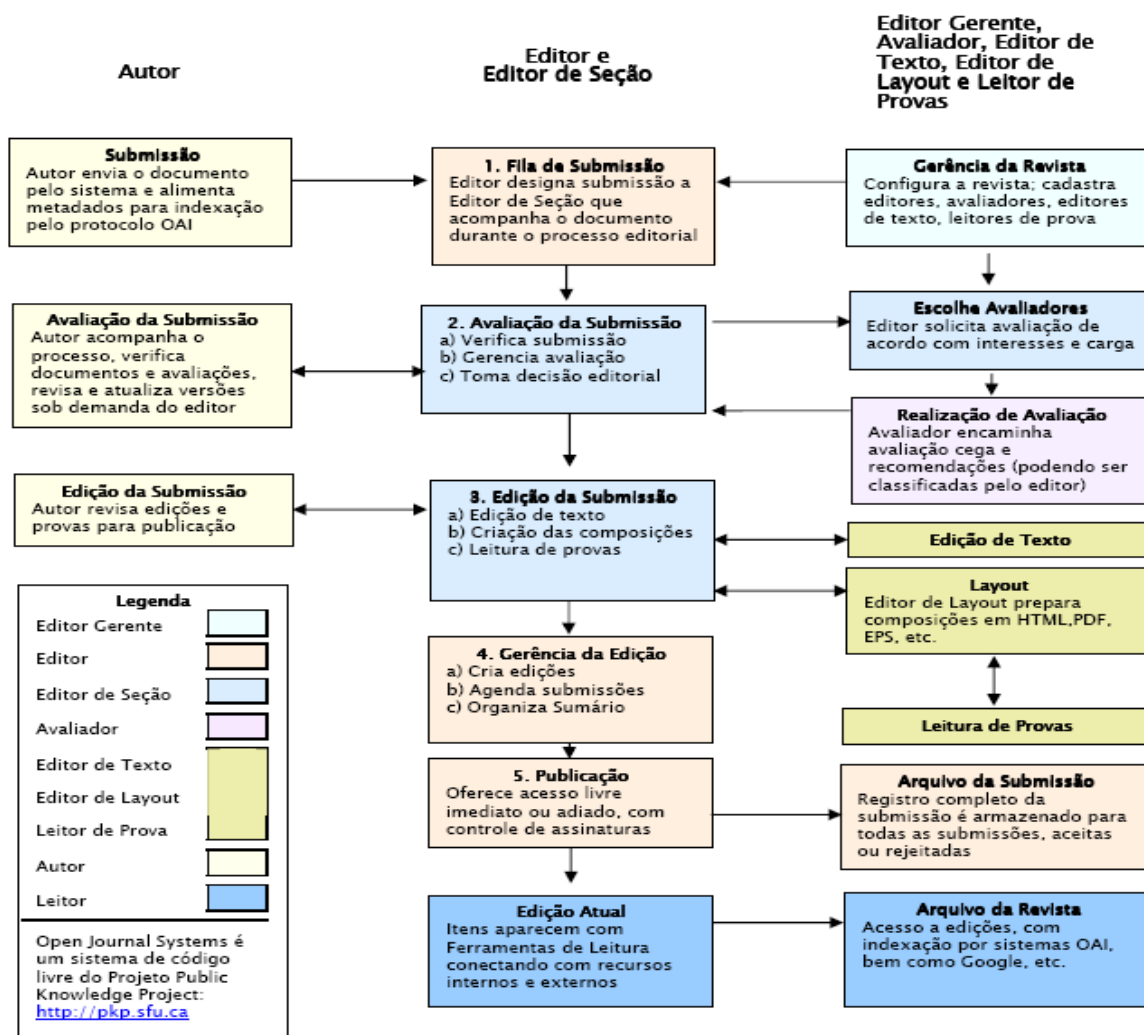 Autor
Editor e
Editor de Seção
Editor Gerente,
Avaliador, Editor de
Texto, Editor de
Layout e Leitor de
Provas
Submissão
Autor envia o documento
pelo sistema e alimenta
metadados para indexação
pelo protocolo OAI
1. Fila de Submissão
Editor designa submissão a
Editor de Seção que
acompanha o documento
durante o processo editorial
Gerência da Revista
Configura a revista; cadastra
editores, avaliadores, editores
de texto, leitores de prova
Avaliação da Submissão
Autor acompanha o
processo, verifica
documentos e avaliações,
revisa e atualiza versões
sob demanda do editor
2. Avaliação da Submissão
a) Verifica submissão
b) Gerencia avaliação
c) Toma decisão editorial
Escolhe Avaliadores
Editor solicita avaliação de
acordo com interesses e carga
Realização de Avaliação
Avaliador encaminha
avaliação cega e
recomendações (podendo ser
classificadas pelo editor)
Edição da Submissão
Autor revisa edições e
provas para publicação
3. Edição da Submissão
a) Edição de texto
b) Criação das composições
c) Leitura de provas
Edição de Texto
Layout
Editor de Layout prepara
composições em HTML,PDF,
EPS, etc.
Leitura de Provas
4. Gerência da Edição
a) Cria edições
b) Agenda submissões
c) Organiza Sumário
5. Publicação
Oferece acesso livre
imediato ou adiado, com
controle de assinaturas
Arquivo da Submissão
Registro completo da
submissão é armazenado para
todas as submissões, aceitas
ou rejeitadas
Edição Atual
Itens aparecem com
Ferramentas de Leitura
conectando com recursos
internos e externos
Arquivo da Revista
Acesso a edições, com
indexação por sistemas OAI,
bem como Google, etc.
Legenda
Editor Gerente
Editor
Editor de Seção
Avaliador
Editor de Texto
Editor de Layout
Leitor de Prova
Autor
Leitor
Open Journal Systems é
um sistema de código
livre do Projeto Public
Knowledge Project:
http://pkp.sfu.ca